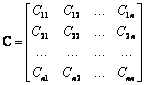 C = [ C₁₁ C₁₂ ... C₁ₙ
C₂₁ C₂₂ ... C₂ₙ
... ... ... ...
Cₙ₁ Cₙ₂ ... Cₙₙ ]